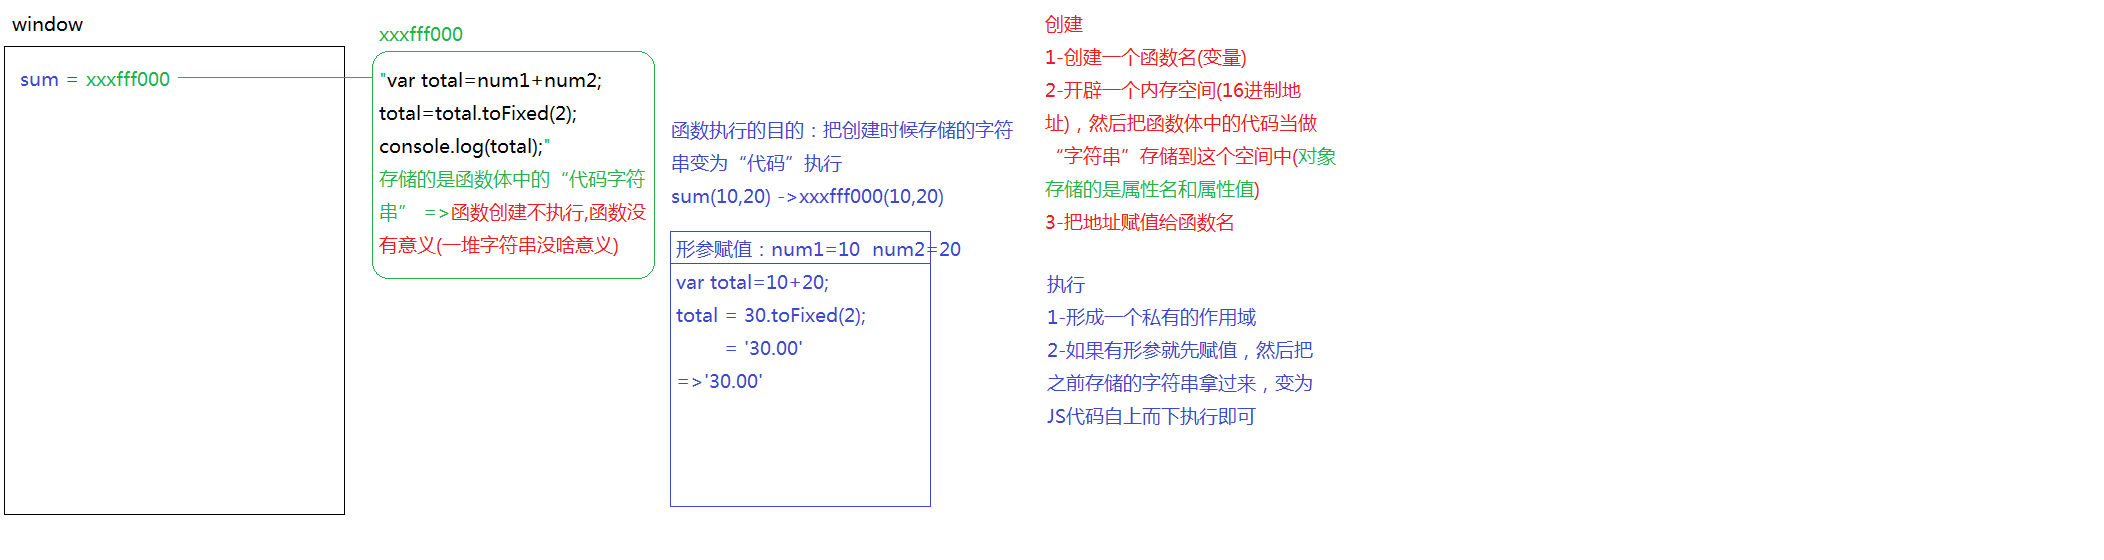 window
sum = xxxfff000
xxxfff000
"var total=num1+num2;
total=total.toFixed(2);
console.log(total);"
存储的是函数体中的“代码字符
串” =>函数创建不执行,函数没
有意义(一堆字符串没啥意义)
函数执行的目的：把创建时候存储的字符
串变为“代码”执行
sum(10,20) ->xxxfff000(10,20)
形参赋值：num1=10 num2=20
var total=10+20;
total = 30.toFixed(2);
= '30.00'
=>'30.00'
创建
1-创建一个函数名(变量)
2-开辟一个内存空间(16进制地
址)，然后把函数体中的代码当做
“字符串”存储到这个空间中(对象
存储的是属性名和属性值)
3-把地址赋值给函数名
执行
1-形成一个私有的作用域
2-如果有形参就先赋值，然后把
之前存储的字符串拿过来，变为
JS代码自上而下执行即可